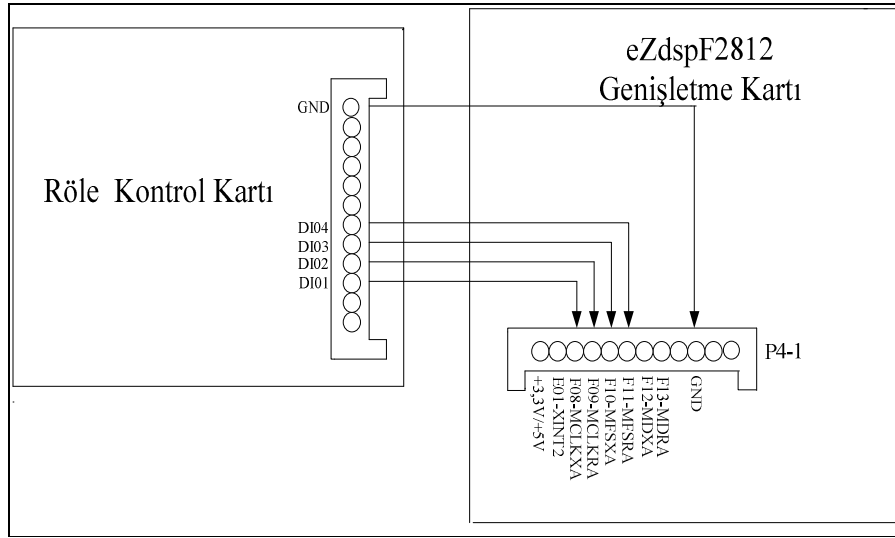 eZdspF2812
Genişletme Kartı
GND
Röle Kontrol Kartı
DI04
DI03
DI02
DI01
P4-1
+3,3V/+5V
E01-XINT2
F08-MCLKXA
F09-MCLKRA
F10-MFSXA
F11-MFSRA
F12-MDXA
F13-MDRA
GND